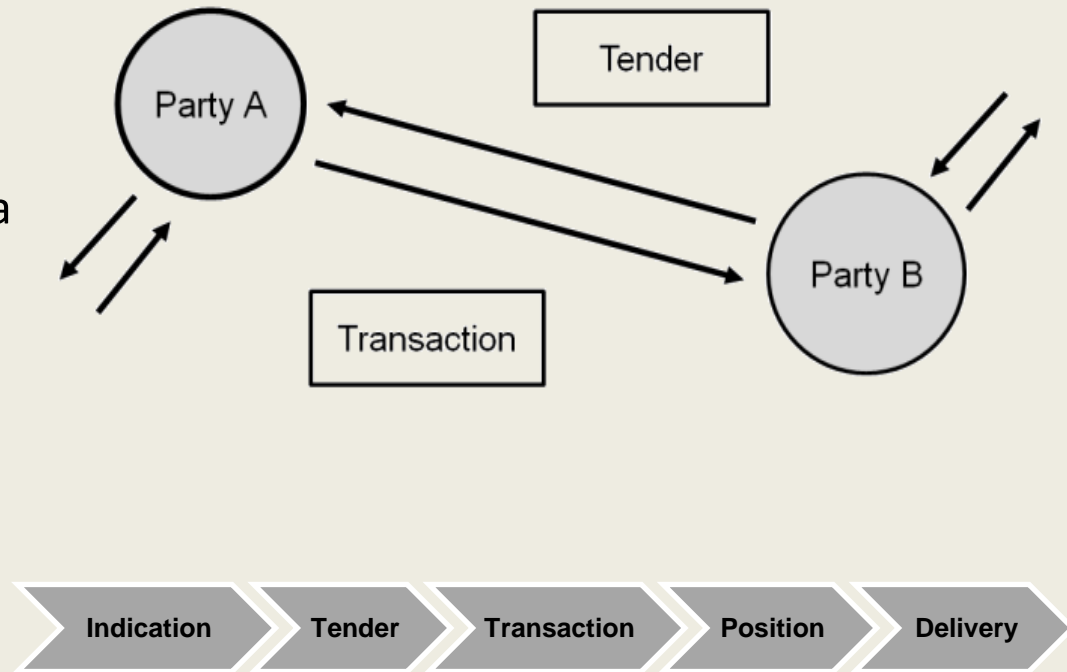 Tender
Party A
a
Party B
Transaction
Indication Tender Transaction Position Delivery